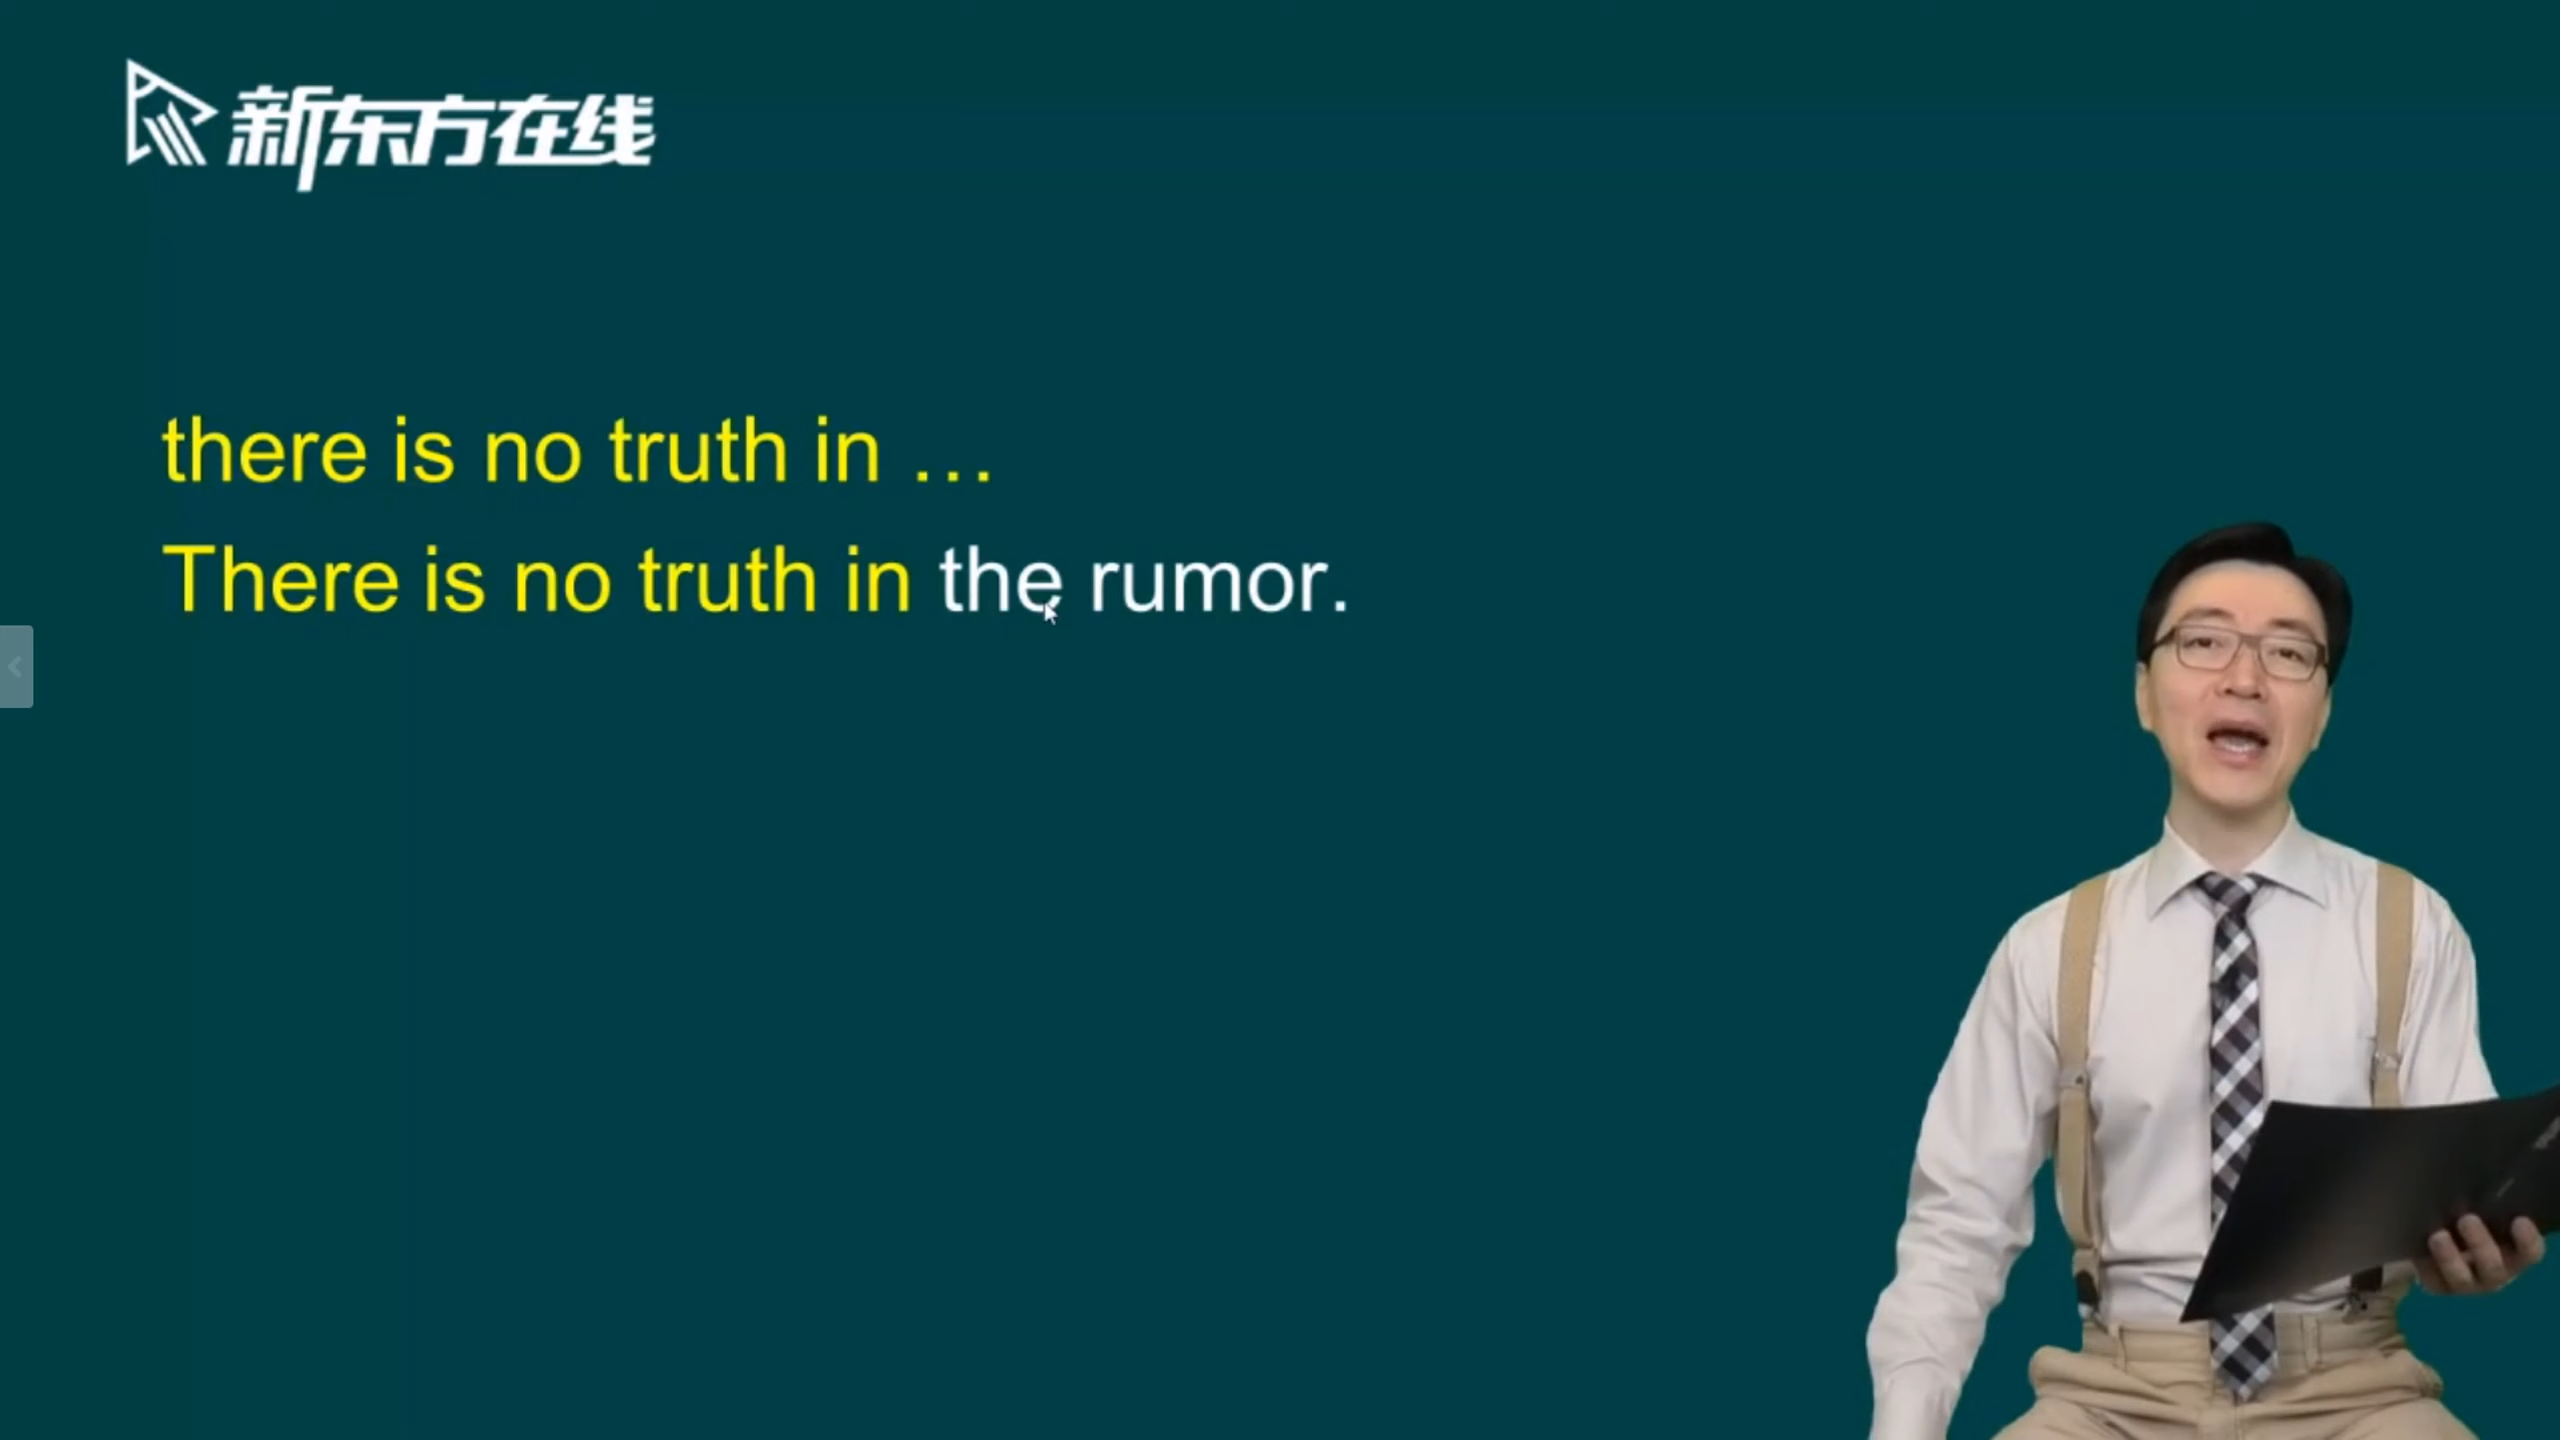 新东方在线
there is no truth in …
There is no truth in the rumor.